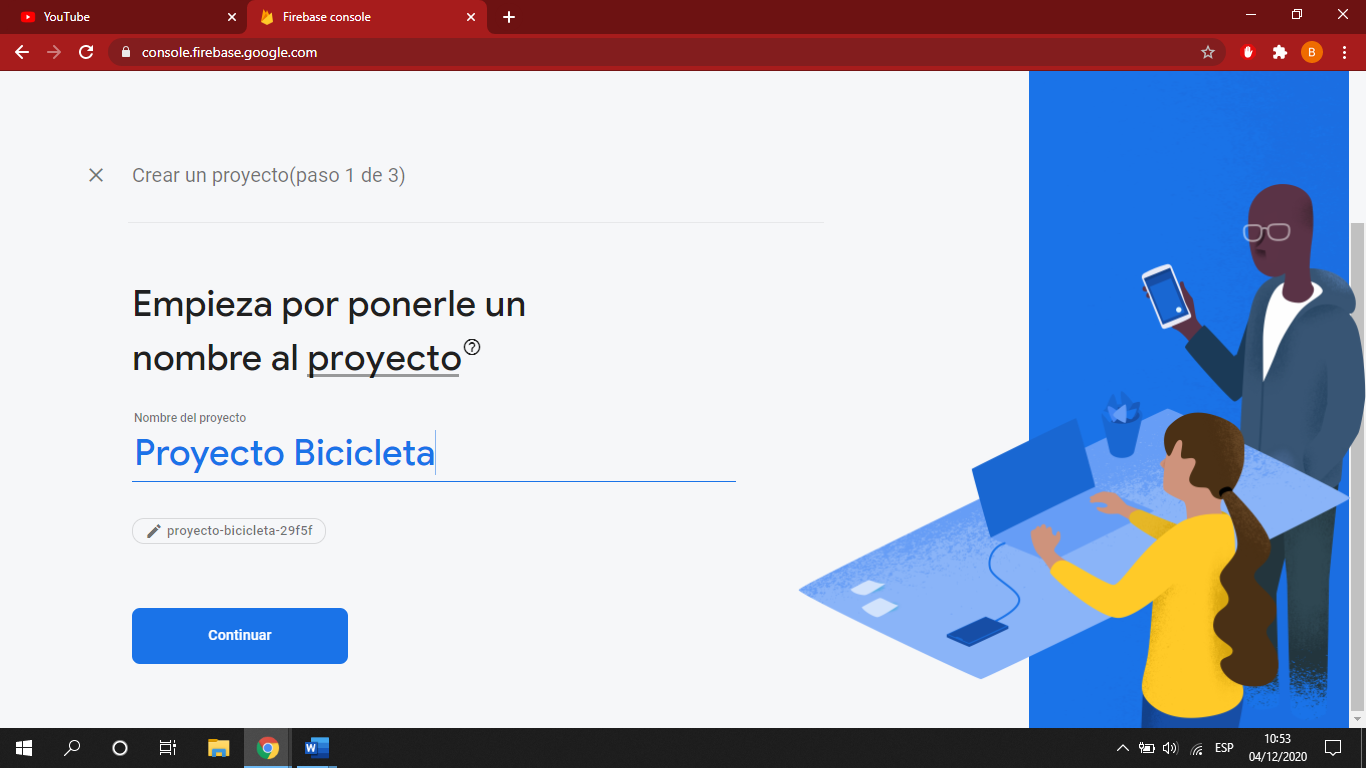 YouTube
Firebase console
console.firebase.google.com
B
Crear un proyecto(paso 1 de 3)
Empieza por ponerle un
nombre al proyecto
Nombre del proyecto
Proyecto Bicicleta
proyecto-bicicleta-29f5f
Continuar
ESP
10:53
04/12/2020